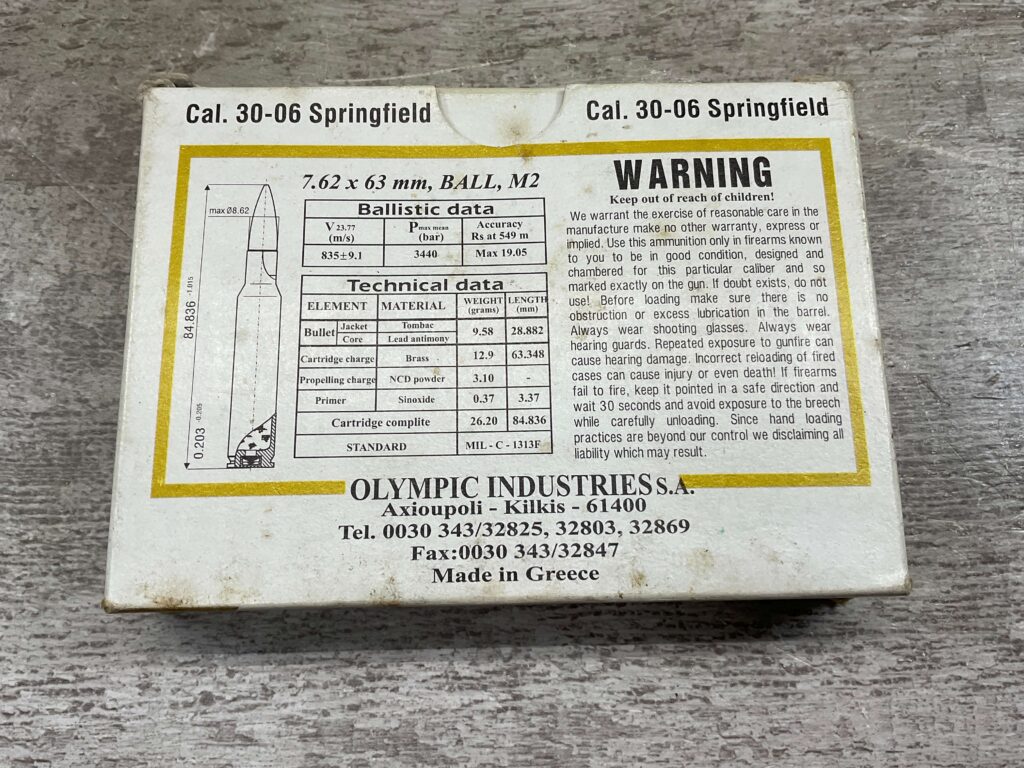 Cal. 30-06 Springfield
Cal. 30-06 Springfield
max Ø8.62
84.836 -1.015
0.203 -0.205
7.62 x 63 mm, BALL, M2
Ballistic data
V 23.77 (m/s) P max mean (bar) Accuracy Rs at 549 m
835±9.1 3440 Max 19.05
Technical data
ELEMENT MATERIAL WEIGHT (grams) LENGTH (mm)
Bullet Jacket Tombac 9.58 28.882
Core Lead antimony
Cartridge charge Brass 12.9 63.348
Propelling charge NCD powder 3.10 -
Primer Sinoxide 0.37 3.37
Cartridge complite 26.20 84.836
STANDARD MIL - C - 1313F
WARNING
Keep out of reach of children!
We warrant the exercise of reasonable care in the
manufacture make no other warranty, express or
implied. Use this ammunition only in firearms known
to you to be in good condition, designed and
chambered for this particular caliber and so
marked exactly on the gun. If doubt exists, do not
use! Before loading make sure there is no
obstruction or excess lubrication in the barrel.
Always wear shooting glasses. Always wear
hearing guards. Repeated exposure to gunfire can
cause hearing damage. Incorrect reloading of fired
cases can cause injury or even death! If firearms
fail to fire, keep it pointed in a safe direction and
wait 30 seconds and avoid exposure to the breech
while carefully unloading. Since hand loading
practices are beyond our control we disclaiming all
liability which may result.
OLYMPIC INDUSTRIES S.A.
Axioupoli - Kilkis - 61400
Tel. 0030 343/32825, 32803, 32869
Fax:0030 343/32847
Made in Greece